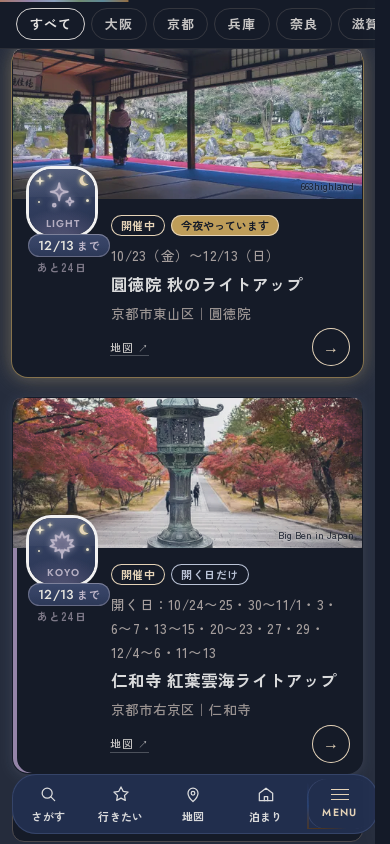 すべて
大阪
京都
兵庫
奈良
滋賀
663highland
LIGHT
12/13 まで
あと24日
開催中
今夜やっています
10/23（金）〜12/13（日）
圓徳院 秋のライトアップ
京都市東山区｜圓徳院
地図 ↗
→
Big Ben in Japan
KOYO
12/13 まで
あと24日
開催中
開く日だけ
開く日：10/24〜25・30〜11/1・3・
6〜7・13〜15・20〜23・27・29・
12/4〜6・11〜13
仁和寺 紅葉雲海ライトアップ
京都市右京区｜仁和寺
地図 ↗
→
さがす
行きたい
地図
泊まり
MENU